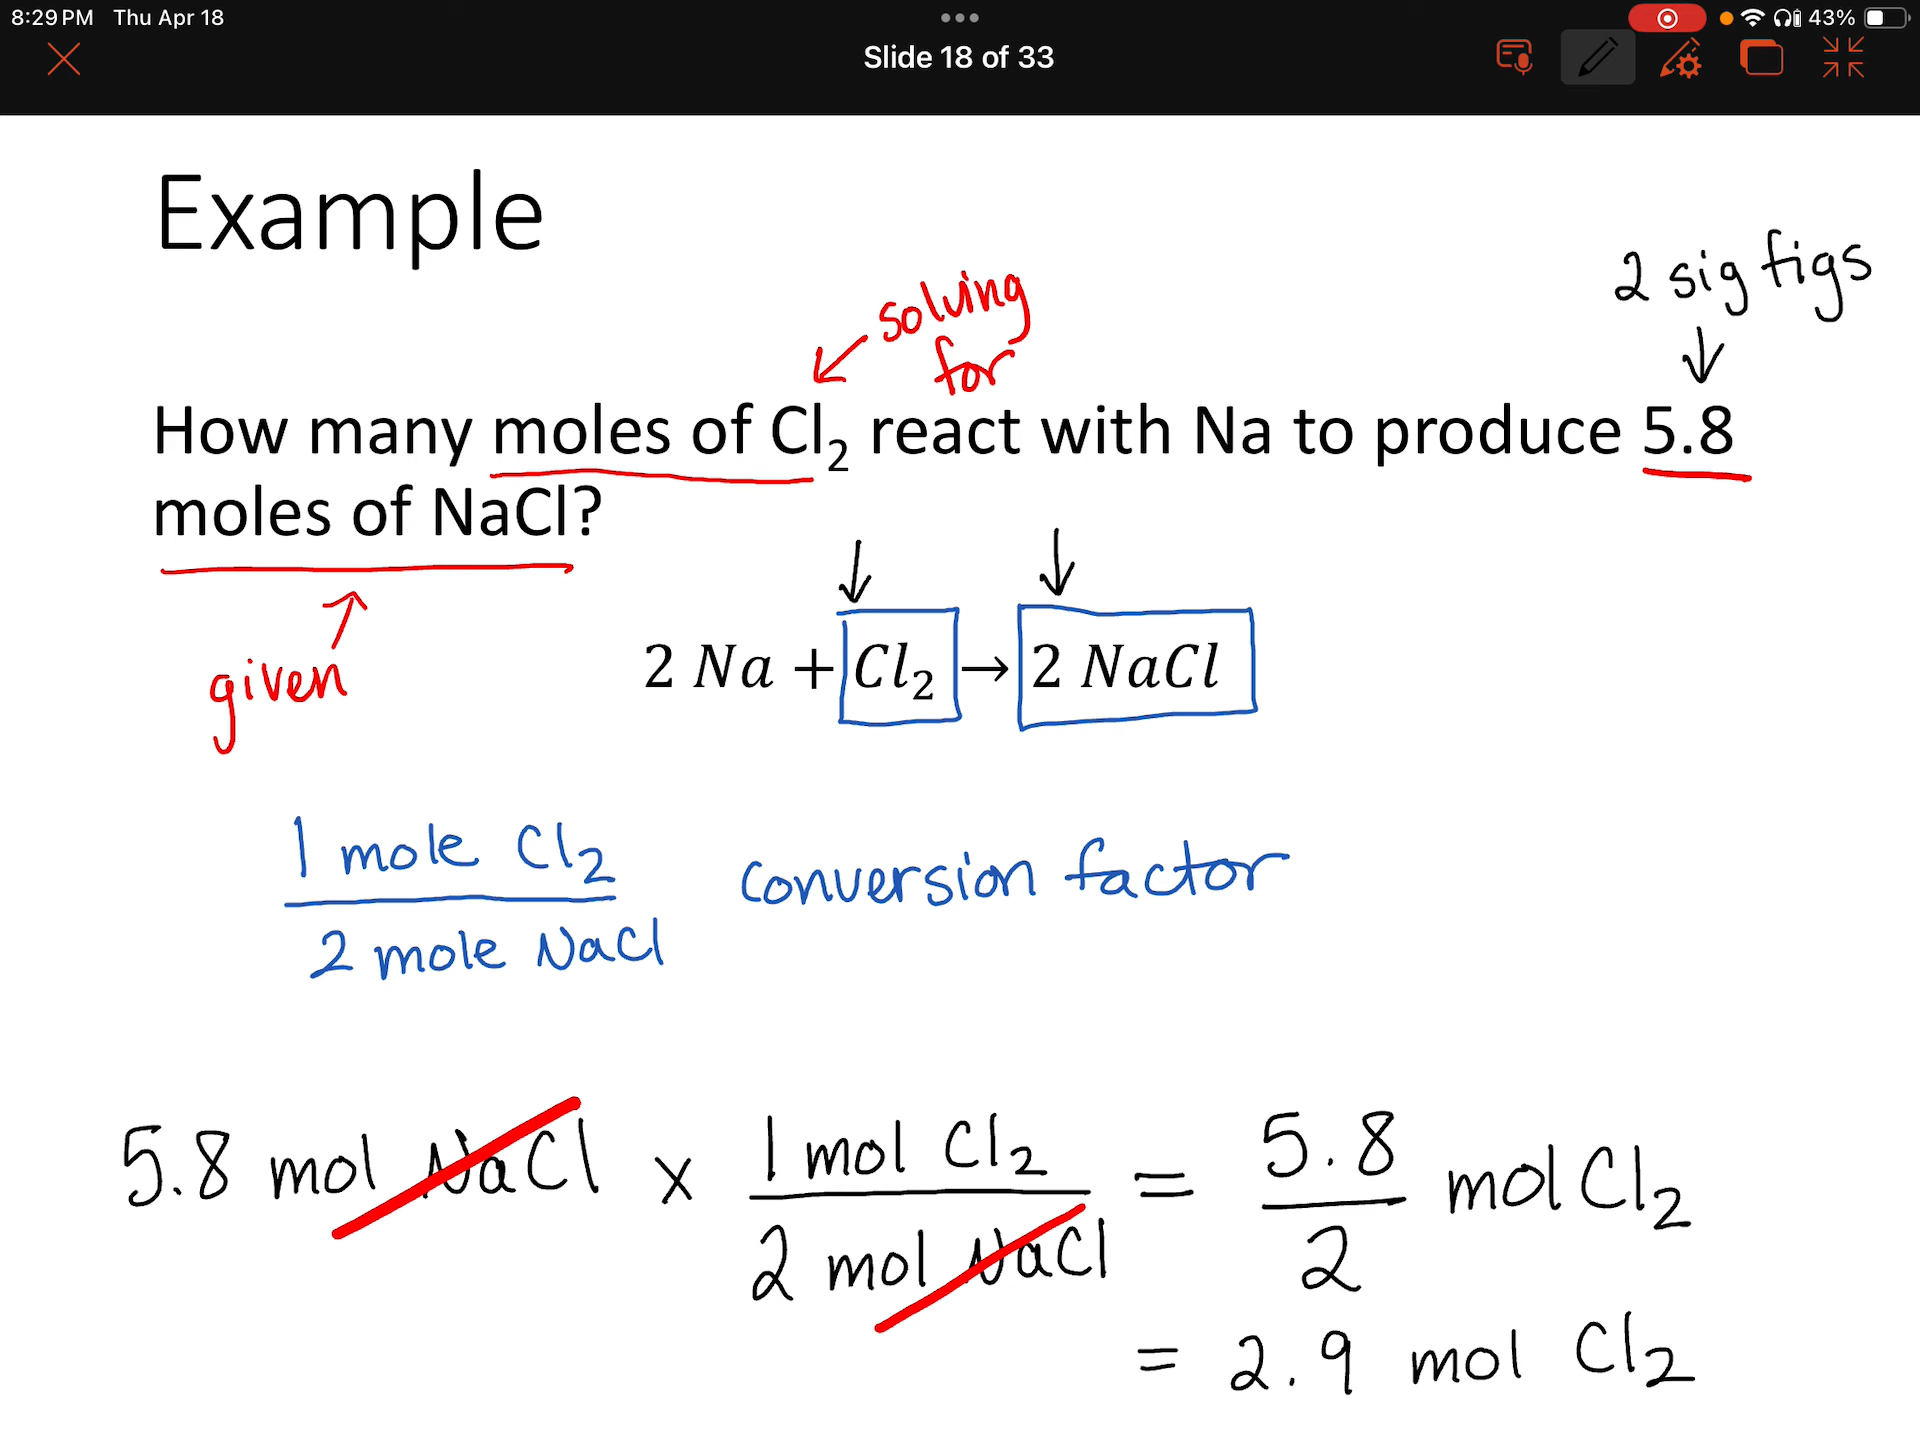 8:29 PM Thu Apr 18
43%
Slide 18 of 33
Example
2 sig figs
solving
for
How many moles of Cl₂ react with Na to produce 5.8
moles of NaCl?
given
2 Na + Cl₂ → 2 NaCl
1 mole Cl₂
2 mole NaCl
conversion factor
5.8 mol NaCl x 1 mol Cl₂ / 2 mol NaCl = 5.8 / 2 mol Cl₂
= 2.9 mol Cl₂